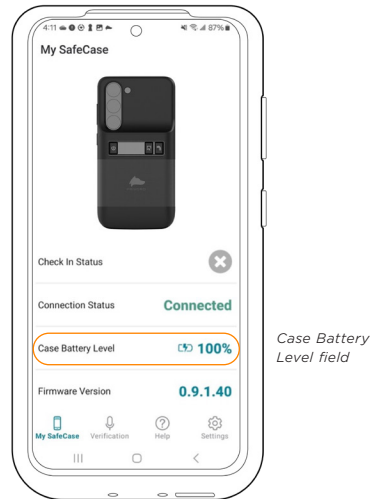 4:11
87%
My SafeCase
Check In Status
Connection Status Connected
Case Battery Level 100%
Case Battery
Level field
Firmware Version 0.9.1.40
My SafeCase Verification Help Settings